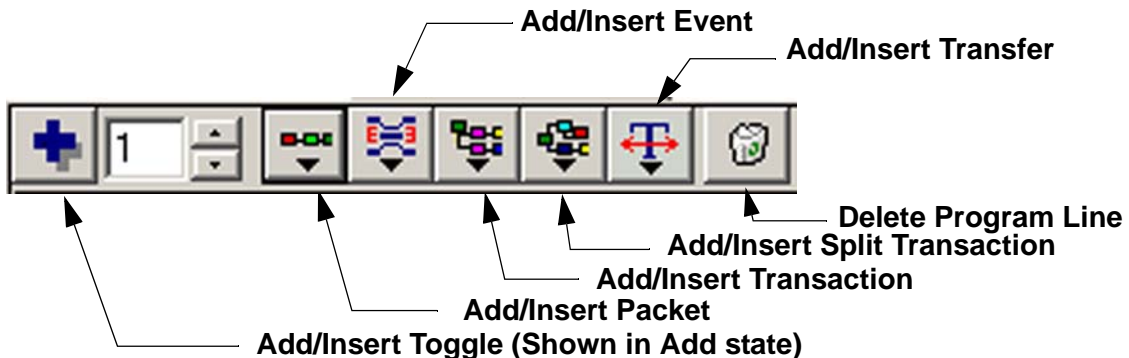 Add/Insert Event
Add/Insert Transfer
1
E E
T
Delete Program Line
Add/Insert Split Transaction
Add/Insert Transaction
Add/Insert Packet
Add/Insert Toggle (Shown in Add state)